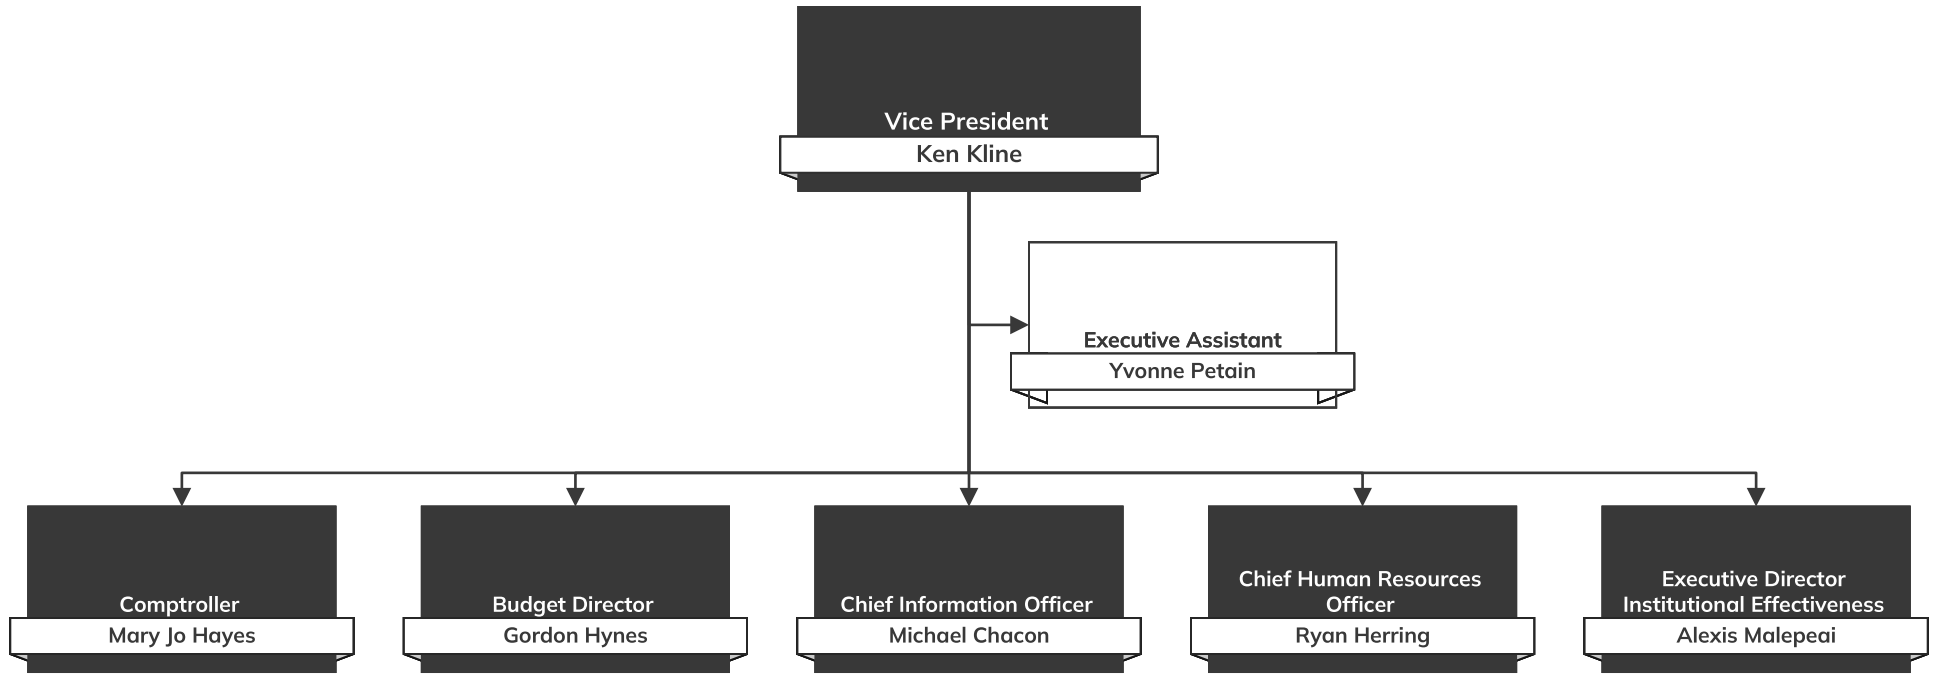 Vice President
Ken Kline
Executive Assistant
Yvonne Petain
Comptroller
Mary Jo Hayes
Budget Director
Gordon Hynes
Chief Information Officer
Michael Chacon
Chief Human Resources
Officer
Ryan Herring
Executive Director
Institutional Effectiveness
Alexis Malepeai